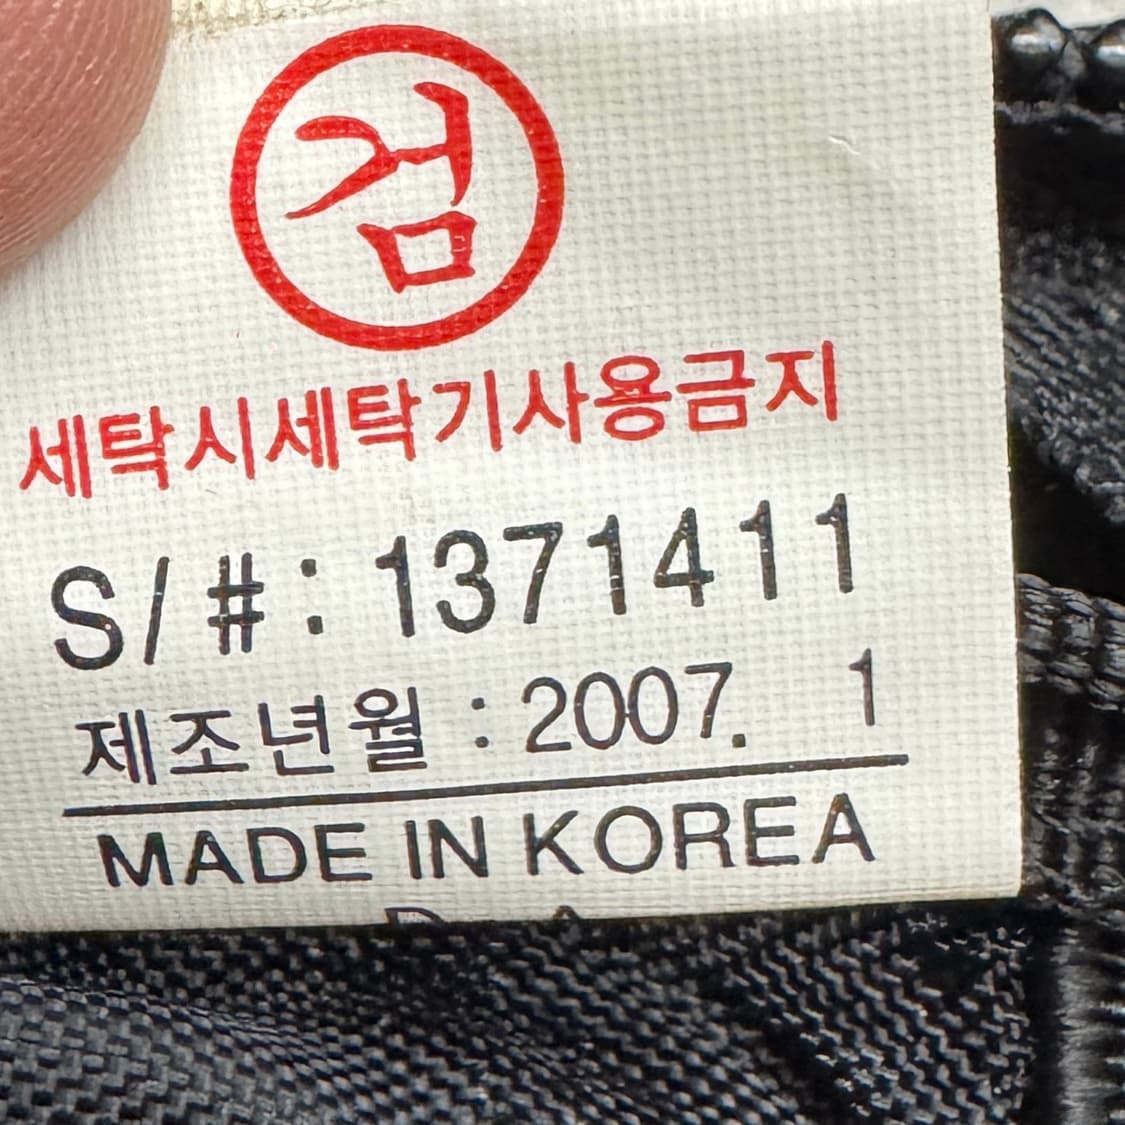 검
세탁시세탁기사용금지
S/#: 1371411
제조년월 : 2007. 1
MADE IN KOREA